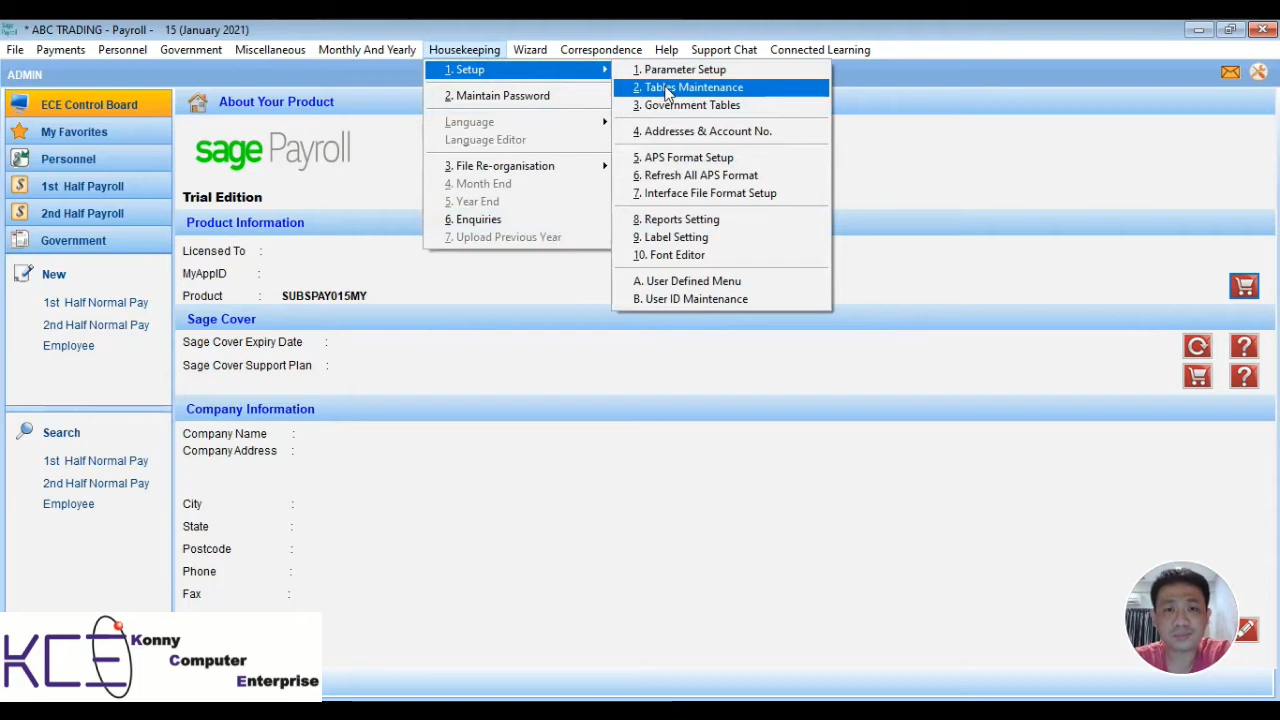 * ABC TRADING - Payroll - 15 (January 2021)
File Payments Personnel Government Miscellaneous Monthly And Yearly Housekeeping Wizard Correspondence Help Support Chat Connected Learning
ADMIN
ECE Control Board
My Favorites
Personnel
1st Half Payroll
2nd Half Payroll
Government
New
1st Half Normal Pay
2nd Half Normal Pay
Employee
Search
1st Half Normal Pay
2nd Half Normal Pay
Employee
1. Setup
2. Maintain Password
Language
Language Editor
3. File Re-organisation
4. Month End
5. Year End
6. Enquiries
7. Upload Previous Year
1. Parameter Setup
2. Tables Maintenance
3. Government Tables
4. Addresses & Account No.
5. APS Format Setup
6. Refresh All APS Format
7. Interface File Format Setup
8. Reports Setting
9. Label Setting
10. Font Editor
A. User Defined Menu
B. User ID Maintenance
About Your Product
sage Payroll
Trial Edition
Product Information
Licensed To :
MyAppID :
Product : SUBSPAY015MY
Sage Cover
Sage Cover Expiry Date :
Sage Cover Support Plan :
Company Information
Company Name :
Company Address :
City :
State :
Postcode :
Phone :
Fax :
KCE
Konny
Computer
Enterprise